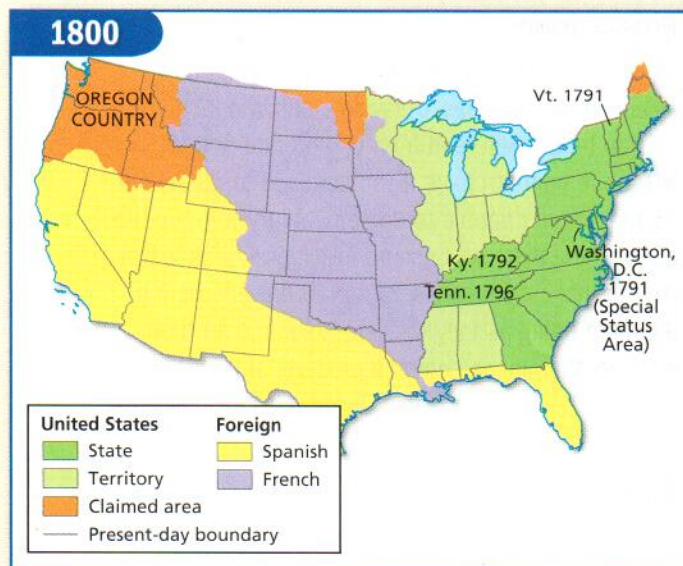 1800
OREGON
COUNTRY
Vt. 1791
Ky. 1792
Washington,
D.C.
1791
(Special
Status
Area)
Tenn. 1796
United States
State
Territory
Claimed area
Present-day boundary
Foreign
Spanish
French